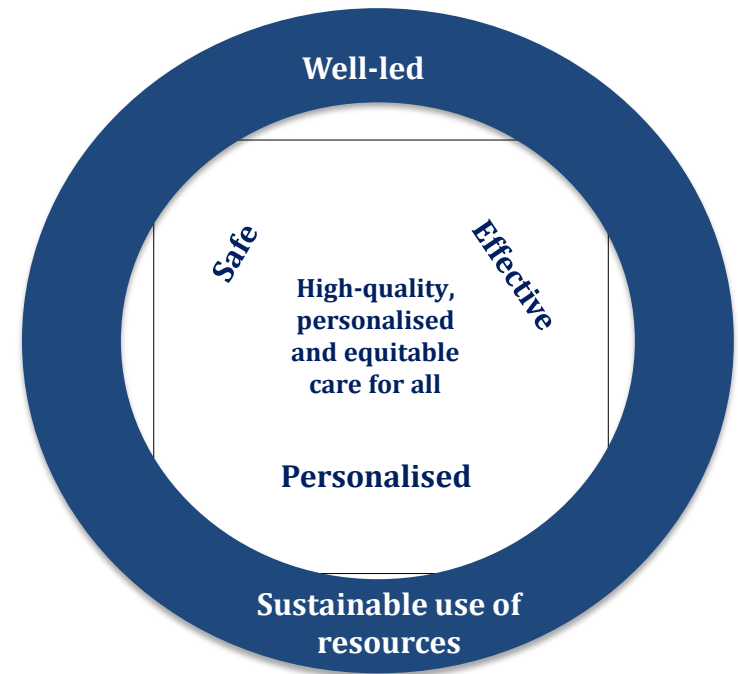 Well-led
Safe
Effective
High-quality,
personalised
and equitable
care for all
Personalised
Sustainable use of
resources